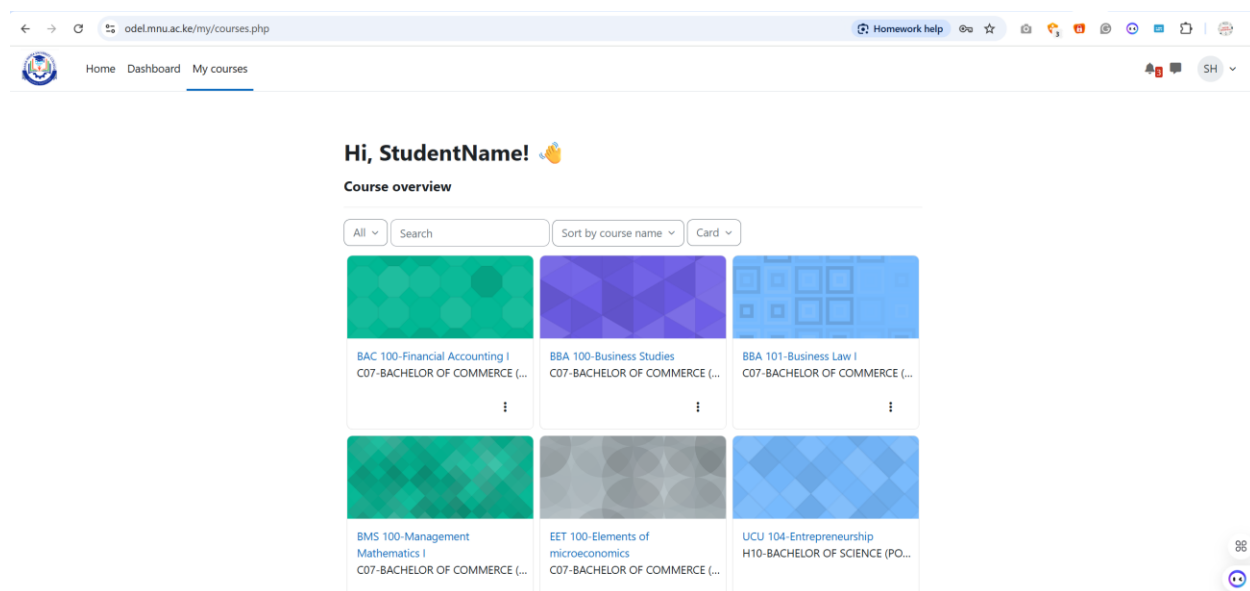 odel.mnu.ac.ke/my/courses.php
Homework help
3
Home Dashboard My courses
3
SH
Hi, StudentName!
Course overview
All
Search
Sort by course name
Card
BAC 100-Financial Accounting I
C07-BACHELOR OF COMMERCE (...
BBA 100-Business Studies
C07-BACHELOR OF COMMERCE (...
BBA 101-Business Law I
C07-BACHELOR OF COMMERCE (...
BMS 100-Management
Mathematics I
C07-BACHELOR OF COMMERCE (...
EET 100-Elements of
microeconomics
C07-BACHELOR OF COMMERCE (...
UCU 104-Entrepreneurship
H10-BACHELOR OF SCIENCE (PO...